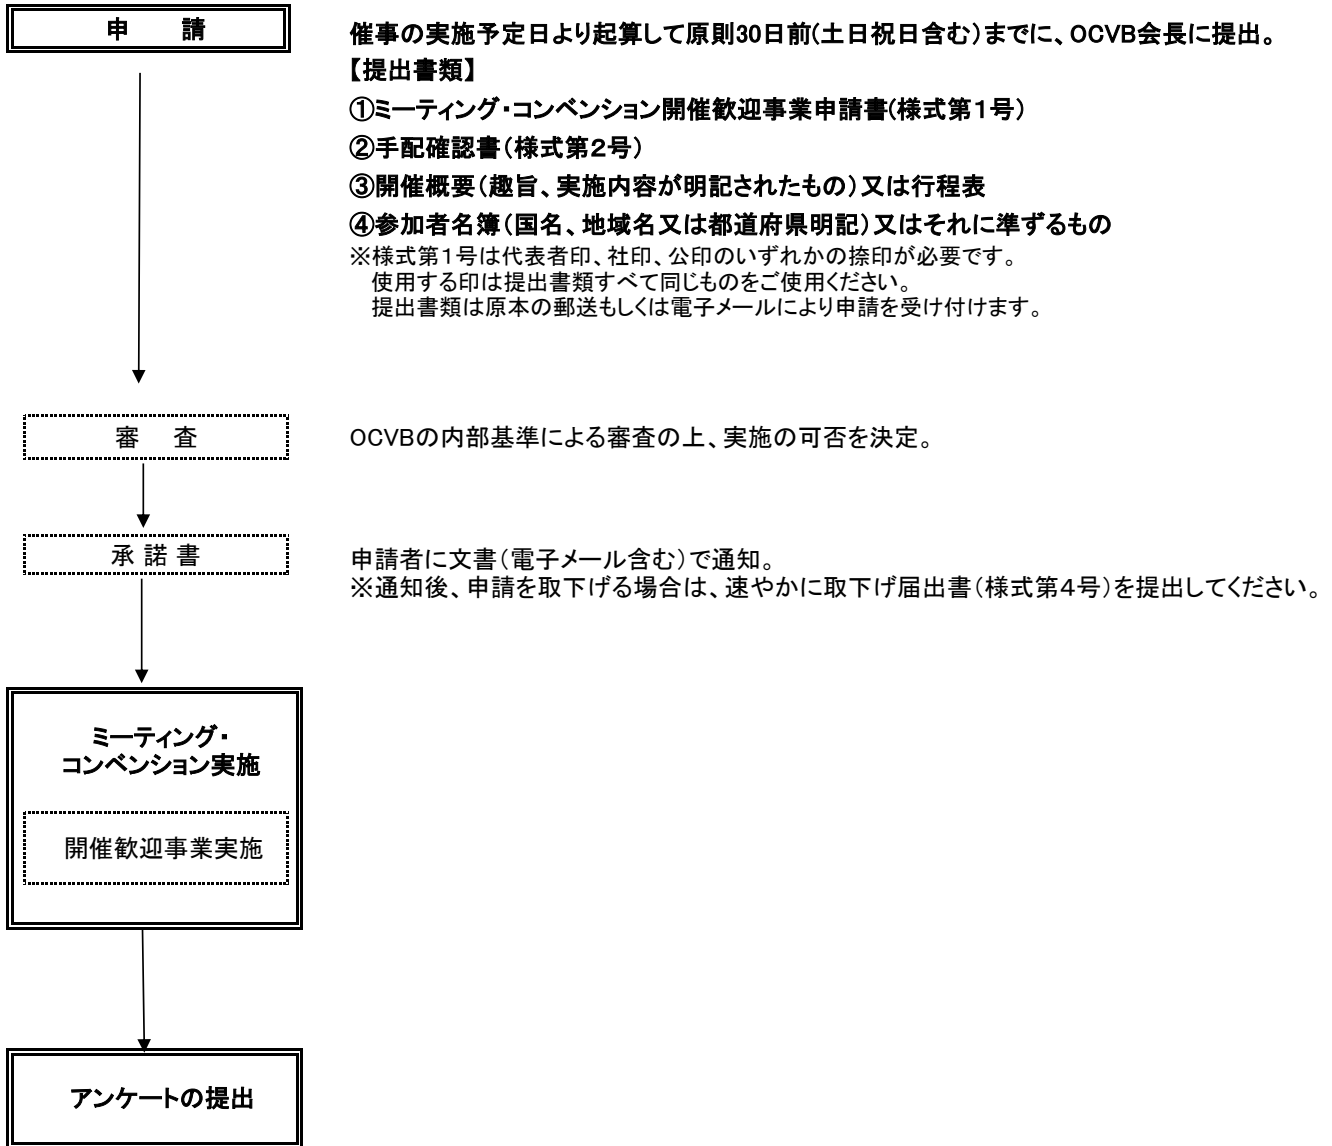 申　　請
催事の実施予定日より起算して原則30日前(土日祝日含む)までに、OCVB会長に提出。
【提出書類】
①ミーティング・コンベンション開催歓迎事業申請書(様式第１号)
②手配確認書(様式第２号)
③開催概要(趣旨、実施内容が明記されたもの)又は行程表
④参加者名簿(国名、地域名又は都道府県明記)又はそれに準ずるもの
※様式第１号は代表者印、社印、公印のいずれかの捺印が必要です。
使用する印は提出書類すべて同じものをご使用ください。
提出書類は原本の郵送もしくは電子メールにより申請を受け付けます。
審　査
OCVBの内部基準による審査の上、実施の可否を決定。
承 諾 書
申請者に文書(電子メール含む)で通知。
※通知後、申請を取下げる場合は、速やかに取下げ届出書(様式第４号)を提出してください。
ミーティング・
コンベンション実施
開催歓迎事業実施
アンケートの提出